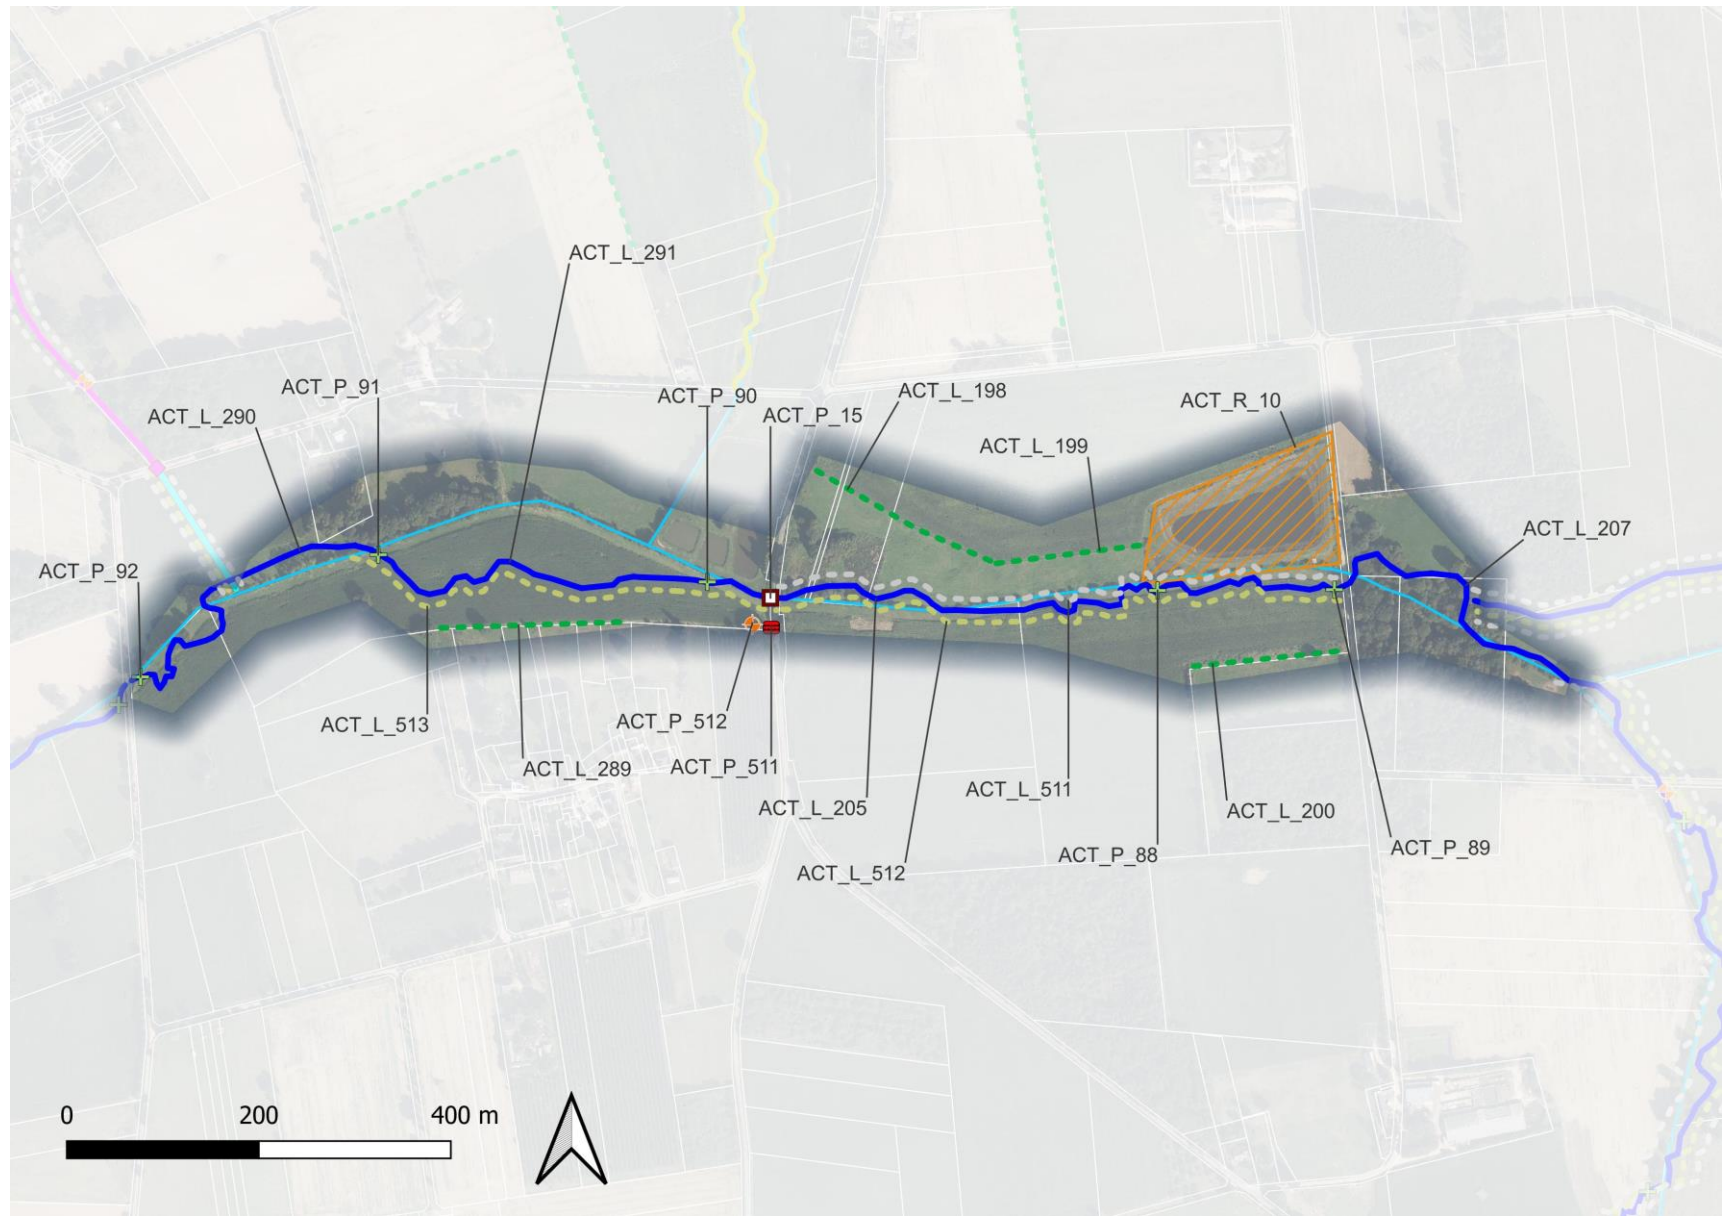 ACT_L_291
ACT_P_91
ACT_P_90
ACT_L_198
ACT_R_10
ACT_L_290
ACT_P_15
ACT_L_199
ACT_L_207
ACT_P_92
ACT_L_513
ACT_P_512
ACT_L_289
ACT_P_511
ACT_L_205
ACT_L_511
ACT_L_200
ACT_P_88
ACT_P_89
ACT_L_512
0 200 400 m